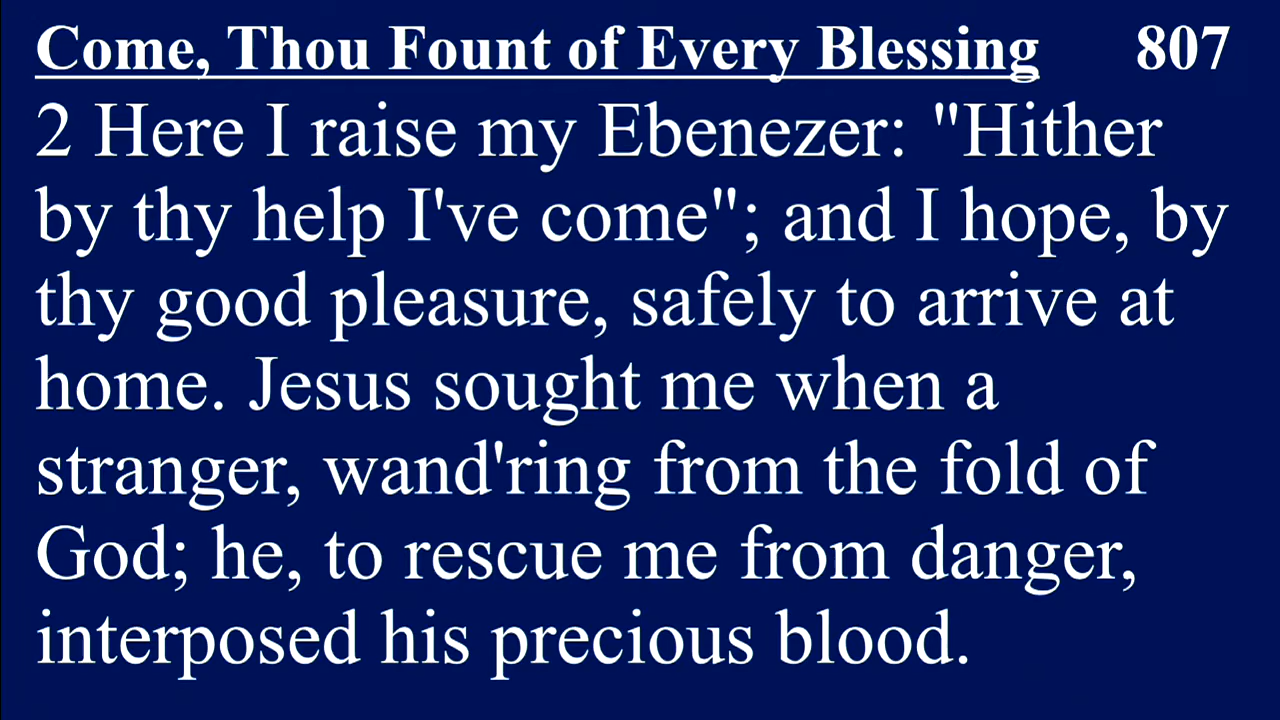 Come, Thou Fount of Every Blessing 807
2 Here I raise my Ebenezer: "Hither
by thy help I've come"; and I hope, by
thy good pleasure, safely to arrive at
home. Jesus sought me when a
stranger, wand'ring from the fold of
God; he, to rescue me from danger,
interposed his precious blood.